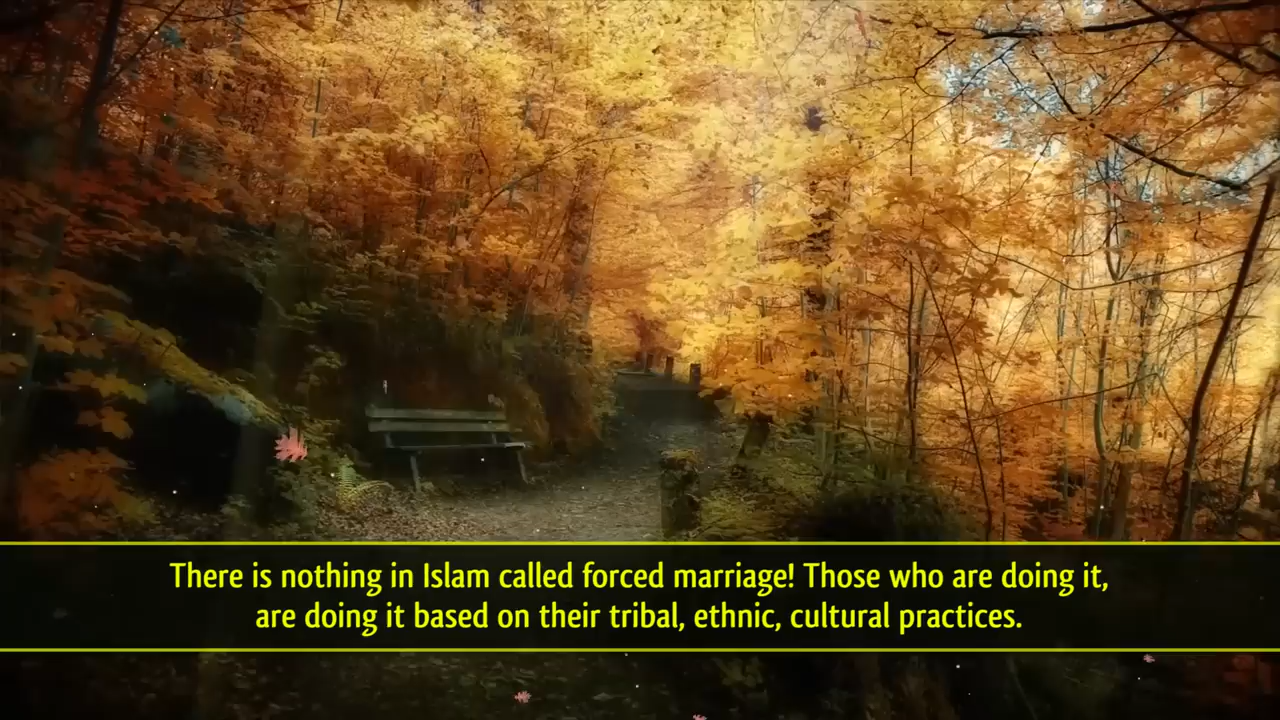 There is nothing in Islam called forced marriage! Those who are doing it,
are doing it based on their tribal, ethnic, cultural practices.